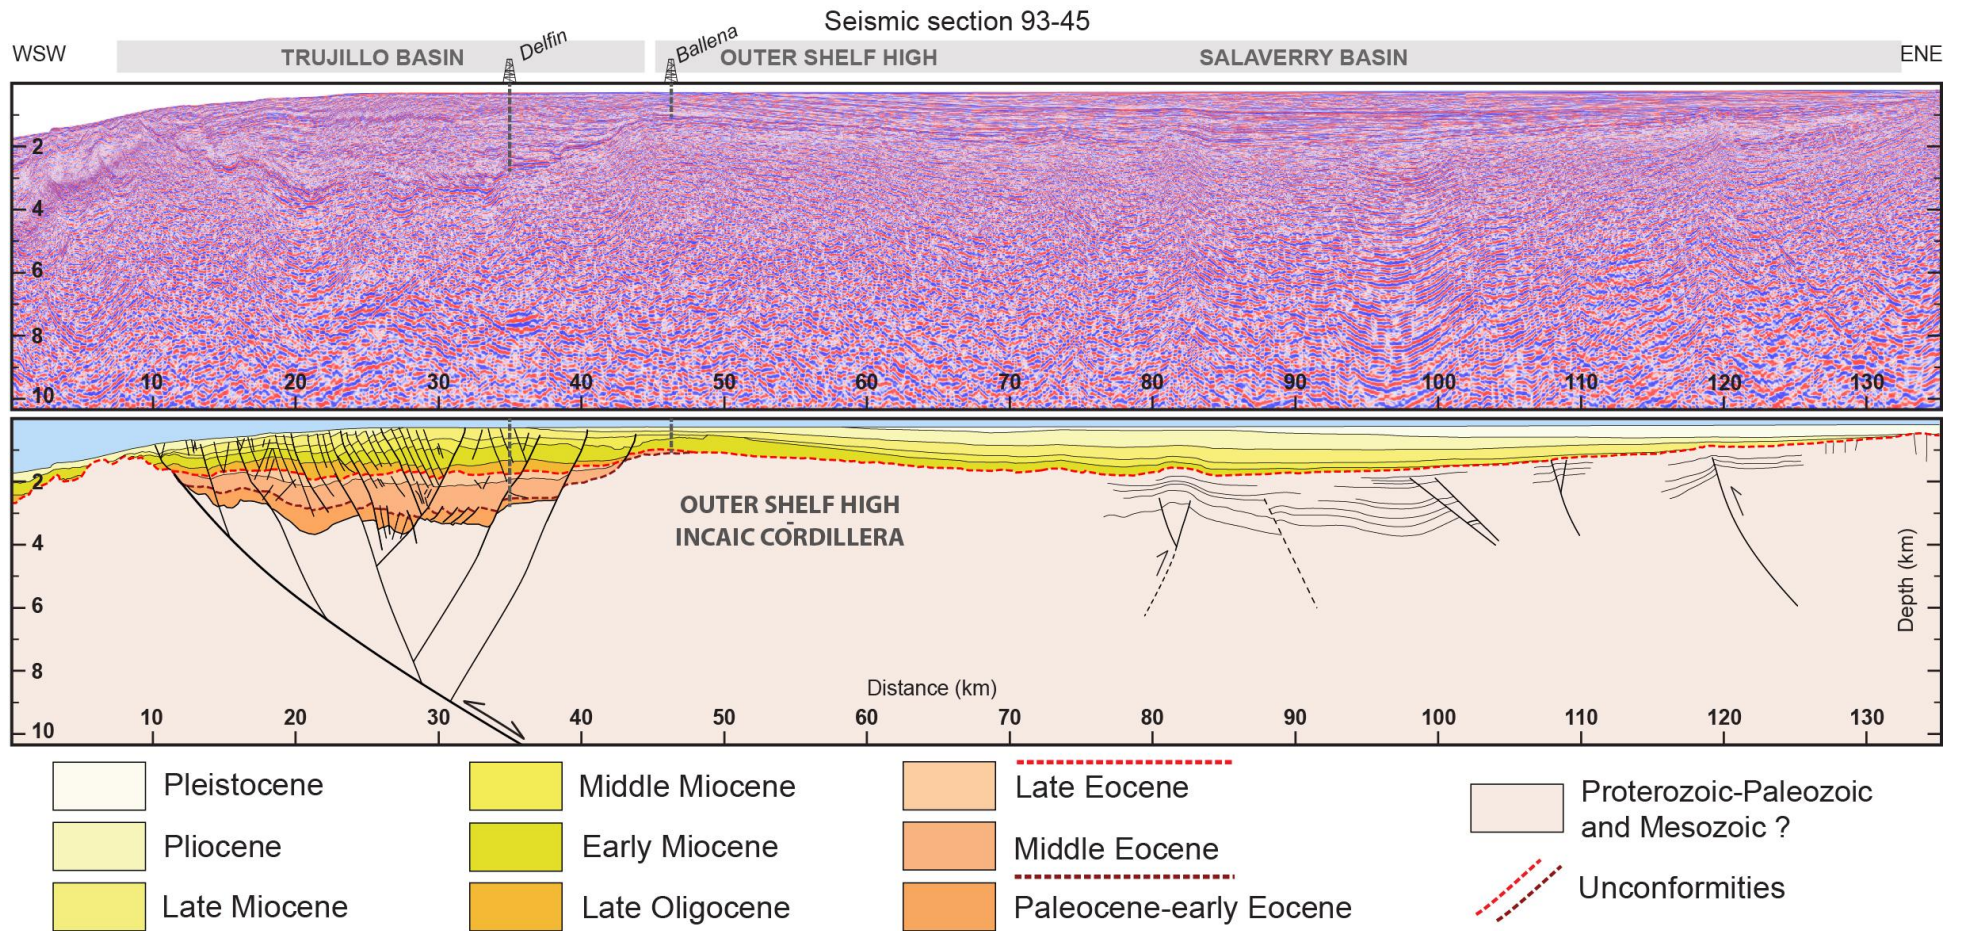 Seismic section 93-45
WSW
TRUJILLO BASIN
Delfin
Ballena
OUTER SHELF HIGH
SALAVERRY BASIN
ENE
2
4
6
8
10
10 20 30 40 50 60 70 80 90 100 110 120 130
2
4
6
8
10
OUTER SHELF HIGH
-
INCAIC CORDILLERA
Depth (km)
Distance (km)
10 20 30 40 50 60 70 80 90 100 110 120 130
Pleistocene
Pliocene
Late Miocene
Middle Miocene
Early Miocene
Late Oligocene
Late Eocene
Middle Eocene
Paleocene-early Eocene
Proterozoic-Paleozoic
and Mesozoic ?
Unconformities